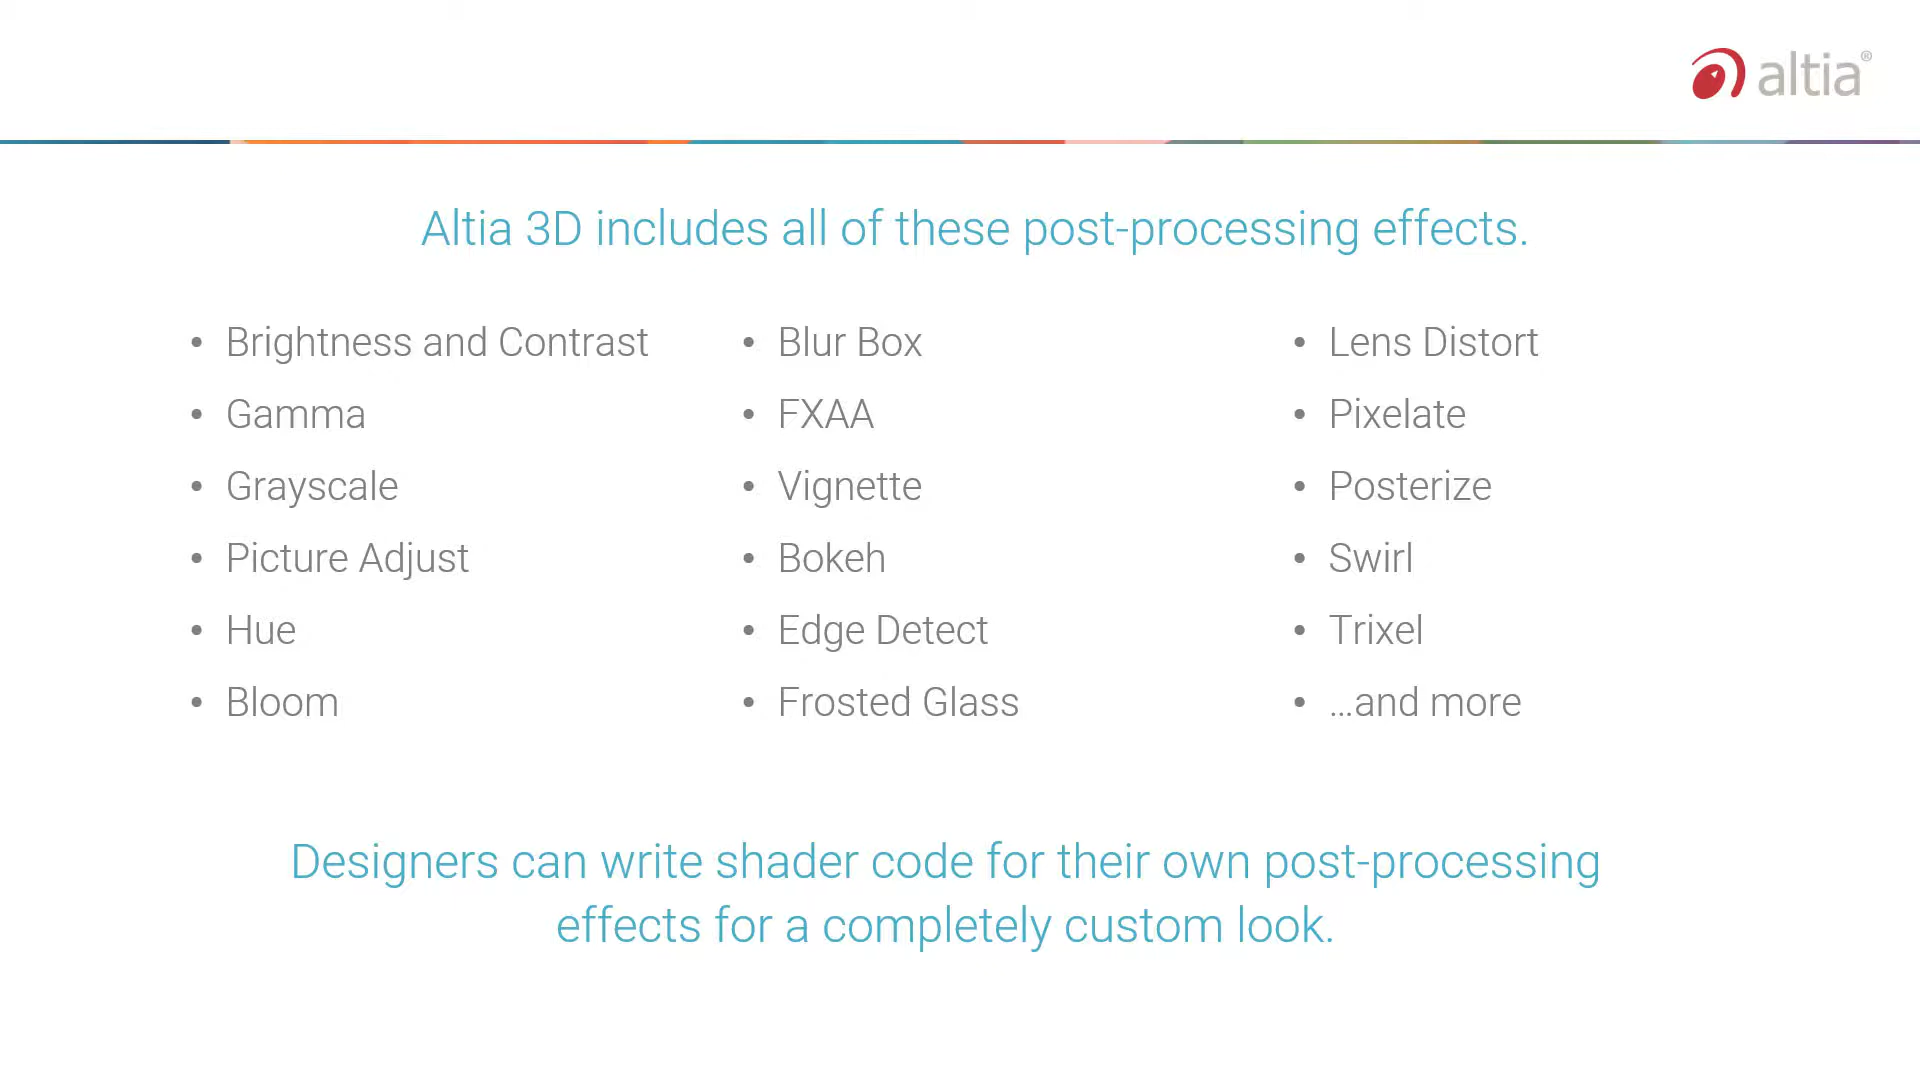 altia®
Altia 3D includes all of these post-processing effects.
• Brightness and Contrast
• Gamma
• Grayscale
• Picture Adjust
• Hue
• Bloom
• Blur Box
• FXAA
• Vignette
• Bokeh
• Edge Detect
• Frosted Glass
• Lens Distort
• Pixelate
• Posterize
• Swirl
• Trixel
• ...and more
Designers can write shader code for their own post-processing
effects for a completely custom look.